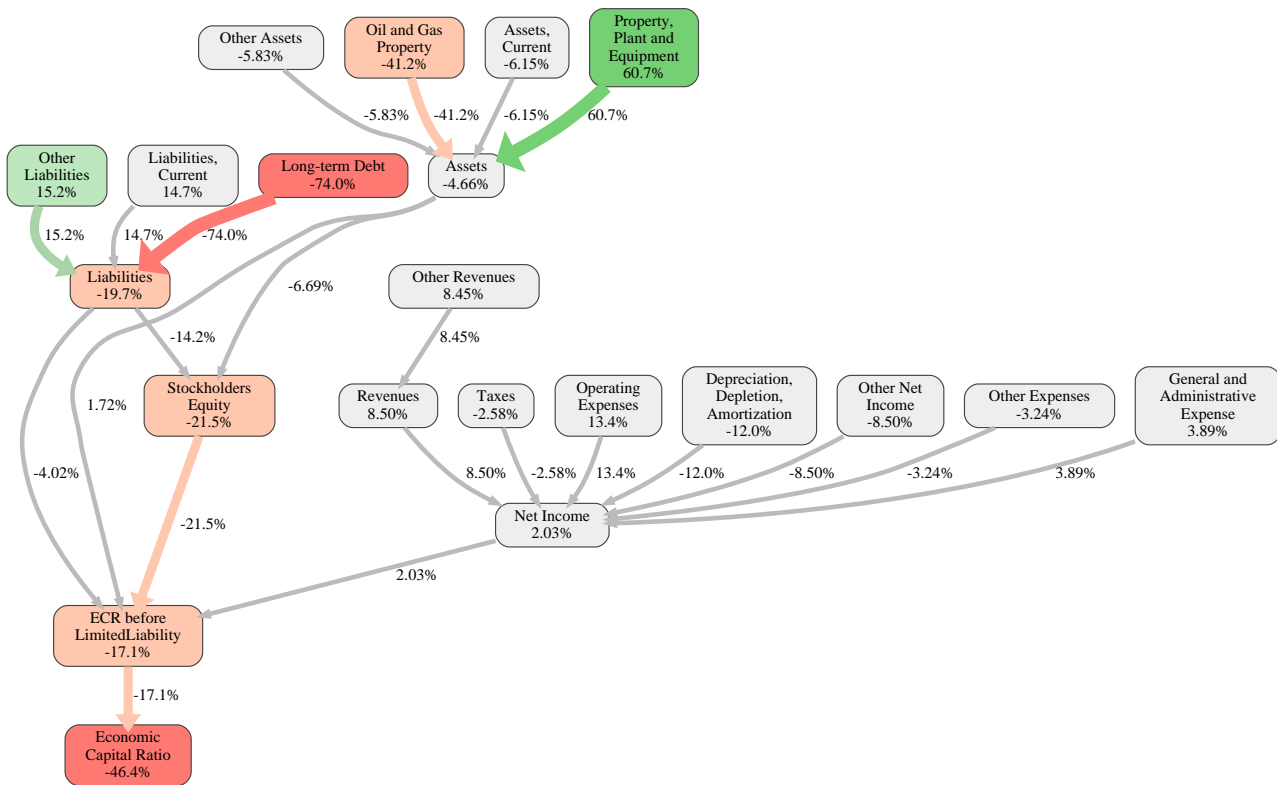 Other Assets
-5.83%
Oil and Gas
Property
-41.2%
Assets,
Current
-6.15%
Property,
Plant and
Equipment
60.7%
-5.83%
-41.2%
-6.15%
60.7%
Other
Liabilities
15.2%
Liabilities,
Current
14.7%
Long-term Debt
-74.0%
Assets
-4.66%
15.2%
14.7%
-74.0%
Liabilities
-19.7%
-6.69%
Other Revenues
8.45%
-14.2%
8.45%
Stockholders
Equity
-21.5%
1.72%
Revenues
8.50%
Taxes
-2.58%
Operating
Expenses
13.4%
Depreciation,
Depletion,
Amortization
-12.0%
Other Net
Income
-8.50%
Other Expenses
-3.24%
General and
Administrative
Expense
3.89%
-4.02%
8.50%
-2.58%
13.4%
-12.0%
-8.50%
-3.24%
3.89%
-21.5%
Net Income
2.03%
2.03%
ECR before
LimitedLiability
-17.1%
-17.1%
Economic
Capital Ratio
-46.4%